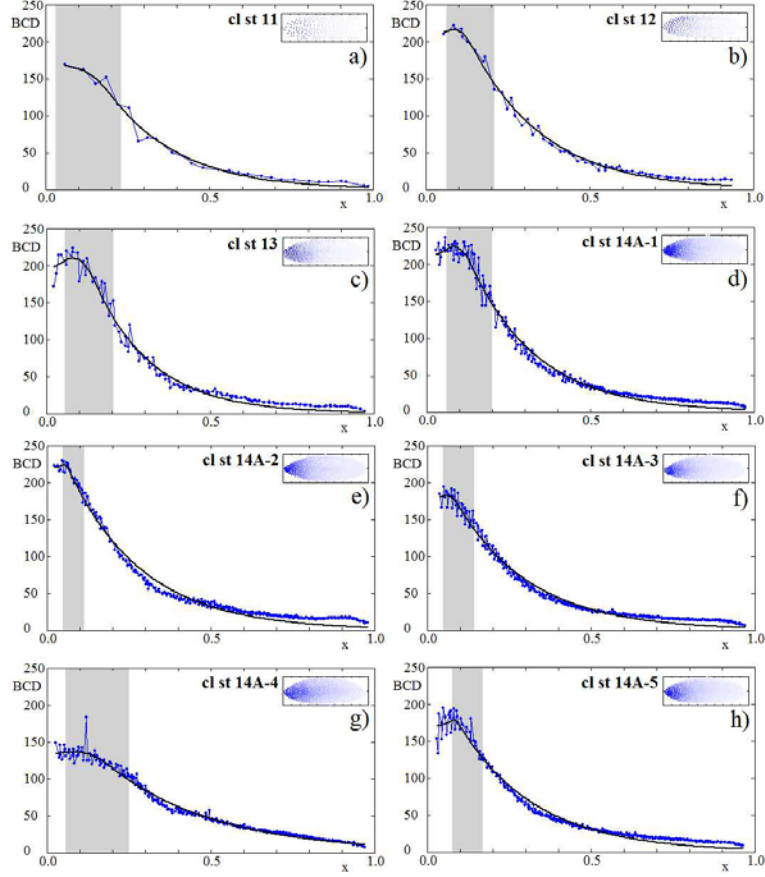 250 BCD cl st 11
200 a)
150
100
50
0
0.0 0.5 1.0
x
250 BCD cl st 12
200 b)
150
100
50
0
0.0 0.5 1.0
x
250 BCD cl st 13
200 c)
150
100
50
0
0.0 0.5 1.0
x
250 BCD cl st 14A-1
200 d)
150
100
50
0
0.0 0.5 1.0
x
250 BCD cl st 14A-2
200 e)
150
100
50
0
0.0 0.5 1.0
x
250 BCD cl st 14A-3
200 f)
150
100
50
0
0.0 0.5 1.0
x
250 BCD cl st 14A-4
200 g)
150
100
50
0
0.0 0.5 1.0
x
250 BCD cl st 14A-5
200 h)
150
100
50
0
0.0 0.5 1.0
x